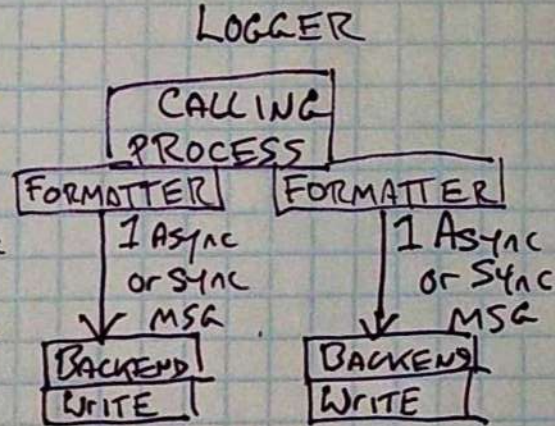 LOGGER
CALLING
PROCESS
FORMATTER FORMATTER
1 Async 1 Async
or Sync or Sync
MSG MSG
BACKEND BACKEND
WRITE WRITE